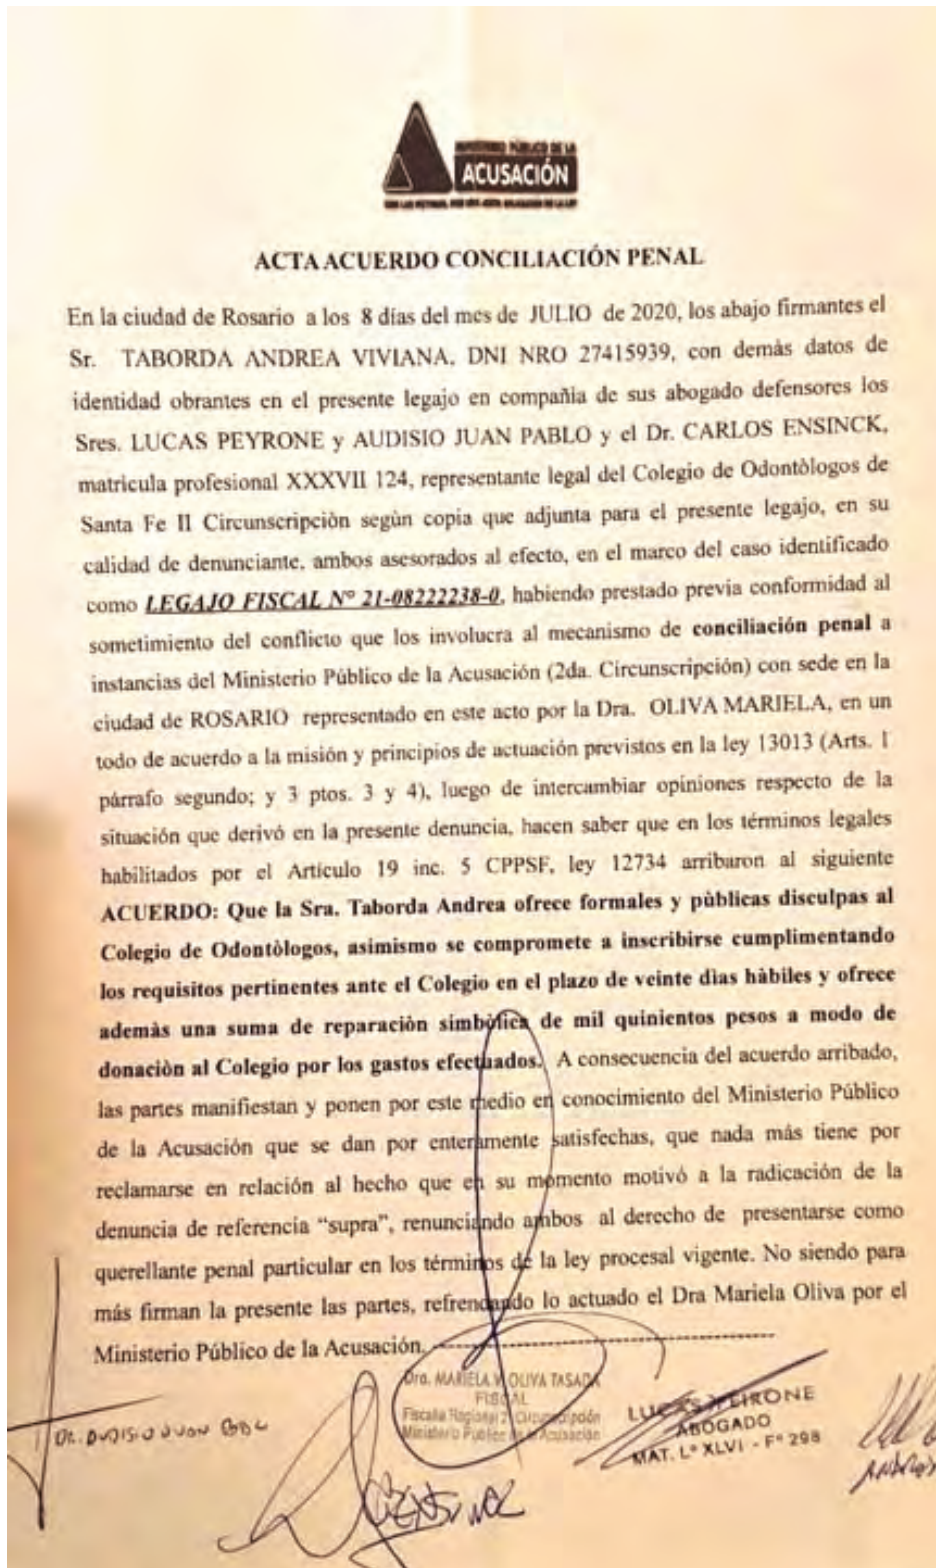 MINISTERIO PÚBLICO DE LA
ACUSACIÓN
ACTA ACUERDO CONCILIACIÓN PENAL
En la ciudad de Rosario a los 8 días del mes de JULIO de 2020, los abajo firmantes el
Sr. TABORDA ANDREA VIVIANA. DNI NRO 27415939, con demás datos de
identidad obrantes en el presente legajo en compañia de sus abogado defensores los
Sres. LUCAS PEYRONE y AUDISIO JUAN PABLO y el Dr. CARLOS ENSINCK,
matricula profesional XXXVII 124, representante legal del Colegio de Odontòlogos de
Santa Fe II Circunscripciòn segùn copia que adjunta para el presente legajo, en su
calidad de denunciante, ambos asesorados al efecto, en el marco del caso identificado
como LEGAJO FISCAL Nº 21-08222238-0, habiendo prestado previa conformidad al
sometimiento del conflicto que los involucra al mecanismo de conciliación penal a
instancias del Ministerio Público de la Acusación (2da. Circunscripción) con sede en la
ciudad de ROSARIO representado en este acto por la Dra. OLIVA MARIELA, en un
todo de acuerdo a la misión y principios de actuación previstos en la ley 13013 (Arts. 1
párrafo segundo; y 3 ptos. 3 y 4), luego de intercambiar opiniones respecto de la
situación que derivó en la presente denuncia, hacen saber que en los términos legales
habilitados por el Artículo 19 inc. 5 CPPSF, ley 12734 arribaron al siguiente
ACUERDO: Que la Sra. Taborda Andrea ofrece formales y pùblicas disculpas al
Colegio de Odontòlogos, asimismo se compromete a inscribirse cumplimentando
los requisitos pertinentes ante el Colegio en el plazo de veinte dìas hàbiles y ofrece
ademàs una suma de reparaciòn simbòlica de mil quinientos pesos a modo de
donaciòn al Colegio por los gastos efectuados. A consecuencia del acuerdo arribado,
las partes manifiestan y ponen por este medio en conocimiento del Ministerio Público
de la Acusación que se dan por enteramente satisfechas, que nada más tiene por
reclamarse en relación al hecho que en su momento motivó a la radicación de la
denuncia de referencia “supra”, renunciando ambos al derecho de presentarse como
querellante penal particular en los términos de la ley procesal vigente. No siendo para
más firman la presente las partes, refrendando lo actuado el Dra Mariela Oliva por el
Ministerio Público de la Acusación. ------------------------------
Dra. MARIELA V. OLIVA TASADA
FISCAL
Fiscalía Regional 2ª Circunscripción
Ministerio Público de la Acusación
LUCAS PEIRONE
ABOGADO
MAT. Lº XLVI - Fº 298
DR. AUDISIO JUAN PABLO